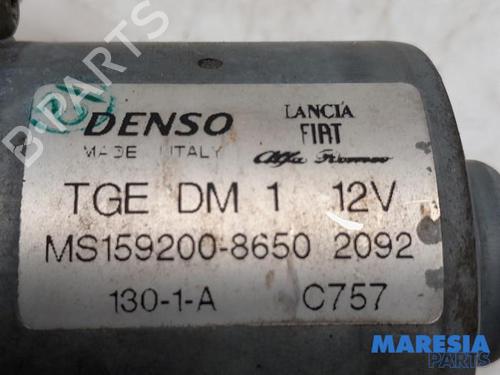 B-PARTS
DENSO
MADE IN ITALY
LANCIA
FIAT
Alfa Romeo
TGE DM 1 12V
MS159200-8650 2092
130-1-A C757
MARESIA
PARTS